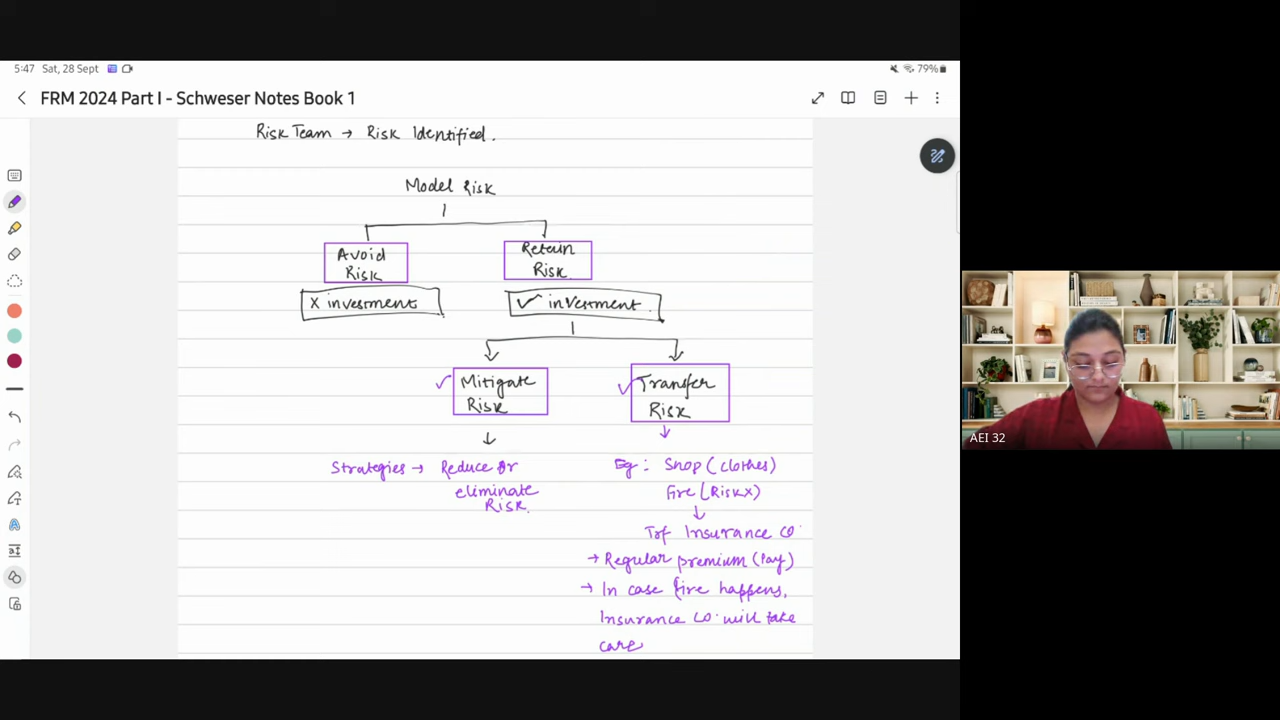 5:47 Sat, 28 Sept 79%
FRM 2024 Part I - Schweser Notes Book 1
Risk Team → Risk Identified.
Model Risk
Avoid Retain
Risk Risk
X investment ✓ investment
✓ Mitigate ✓ Transfer
Risk Risk
Strategies → Reduce or Eg: Shop (clothes)
eliminate Fire (Risk X)
Risk.
Trf Insurance Co.
→ Regular premium (Pay)
→ In case fire happens,
Insurance Co. will take
care
AEI 32